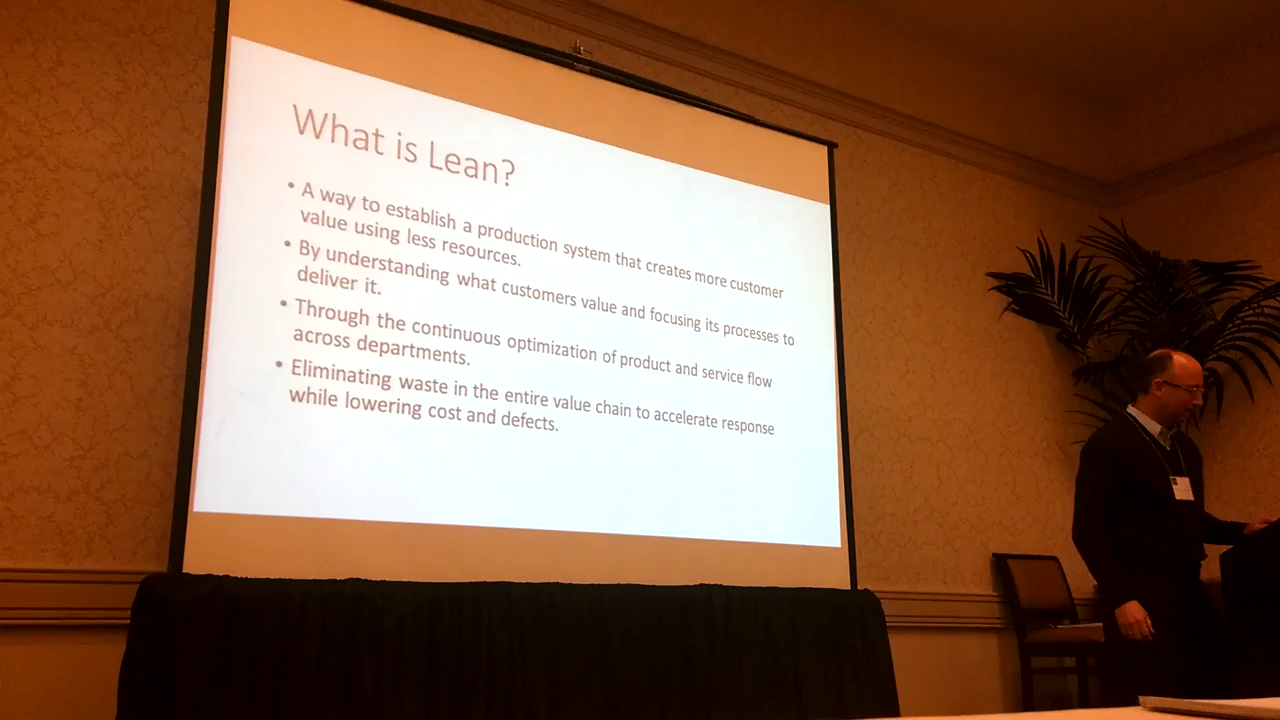 What is Lean?
• A way to establish a production system that creates more customer
value using less resources.
• By understanding what customers value and focusing its processes to
deliver it.
• Through the continuous optimization of product and service flow
across departments.
• Eliminating waste in the entire value chain to accelerate response
while lowering cost and defects.